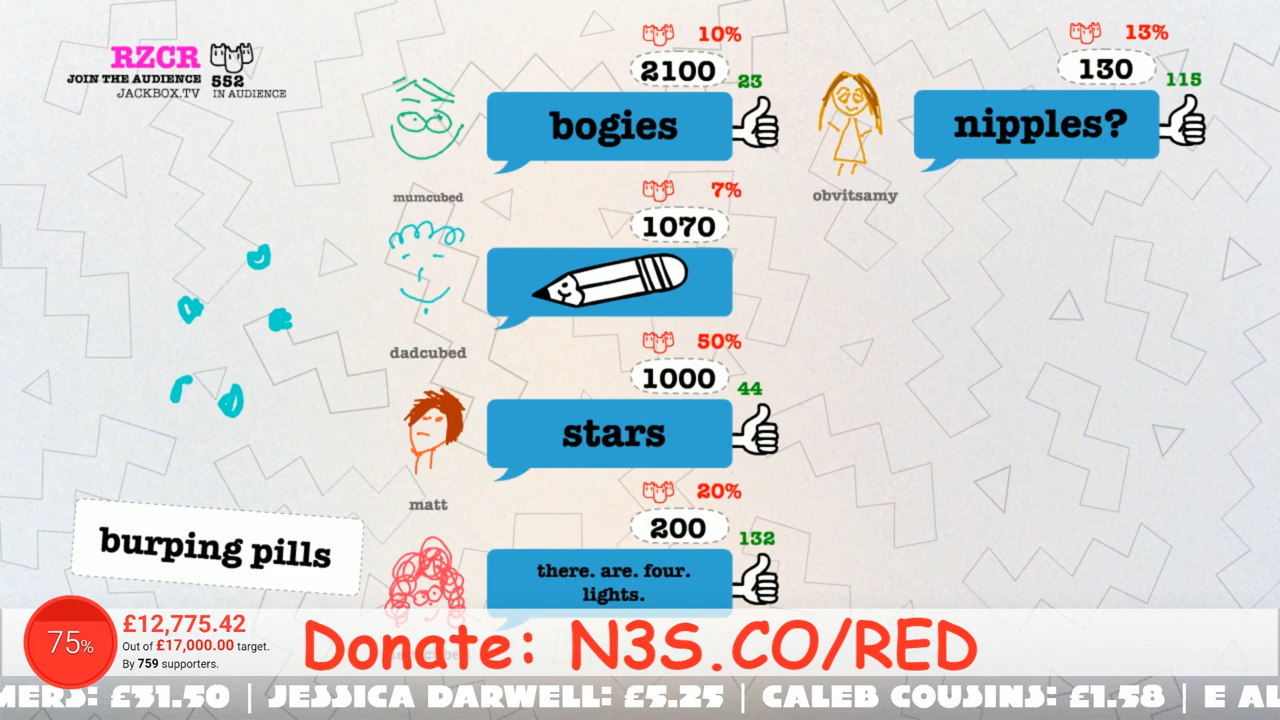 RZCR
JOIN THE AUDIENCE
JACKBOX.TV
552
IN AUDIENCE
10%
2100
23
bogies
mumcubed
13%
130
115
nipples?
obvitsamy
7%
1070
dadcubed
50%
1000
44
stars
matt
20%
200
132
there. are. four.
lights.
burping pills
75%
£12,775.42
Out of £17,000.00 target.
By 759 supporters.
Donate: N3S.CO/RED
MERS: £31.50 | JESSICA DARWELL: £5.25 | CALEB COUSINS: £1.58 | E AL